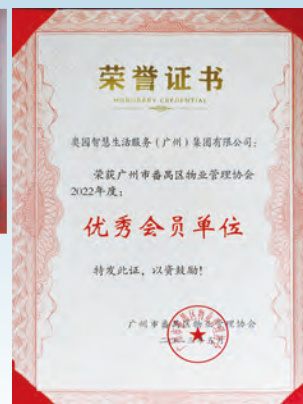 荣誉证书
HONORARY CREDENTIAL
奥园智慧生活服务（广州）集团有限公司：
荣获广州市番禺区物业管理协会
2022年度：
优秀会员单位
特发此证，以资鼓励！
广州市番禺区物业管理协会